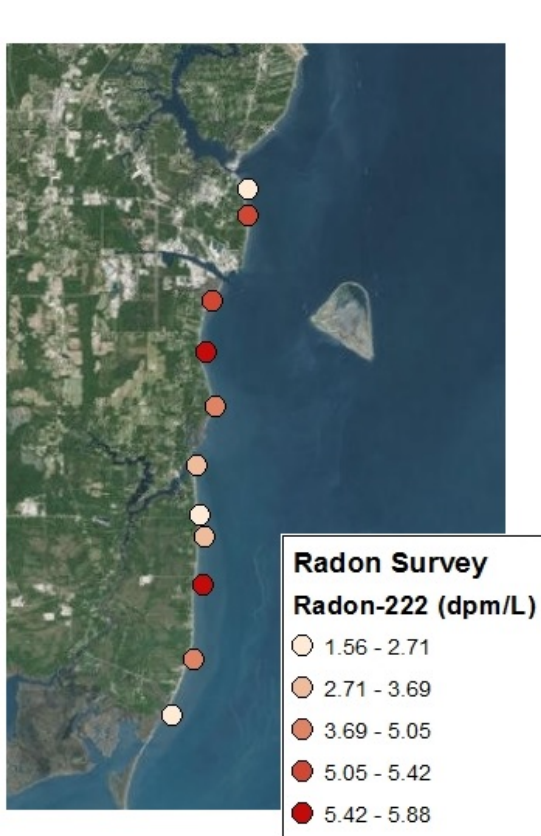 Radon Survey
Radon-222 (dpm/L)
1.56 - 2.71
2.71 - 3.69
3.69 - 5.05
5.05 - 5.42
5.42 - 5.88